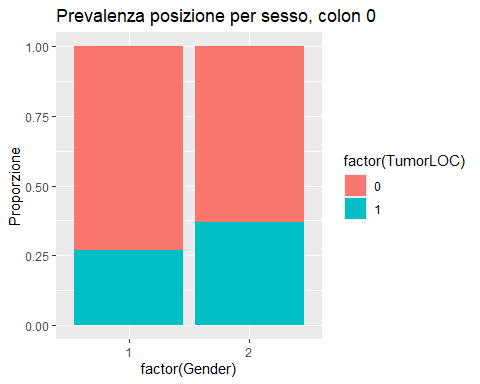 Prevalenza posizione per sesso, colon 0
1.00
0.75
0.50
0.25
0.00
Proporzione
1
2
factor(Gender)
factor(TumorLOC)
0
1